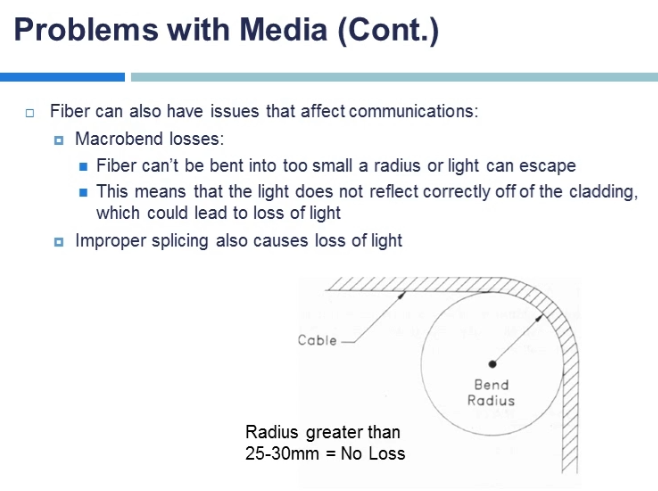 Problems with Media (Cont.)
Fiber can also have issues that affect communications:
Macrobend losses:
Fiber can't be bent into too small a radius or light can escape
This means that the light does not reflect correctly off of the cladding,
which could lead to loss of light
Improper splicing also causes loss of light
Cable
Bend
Radius
Radius greater than
25-30mm = No Loss